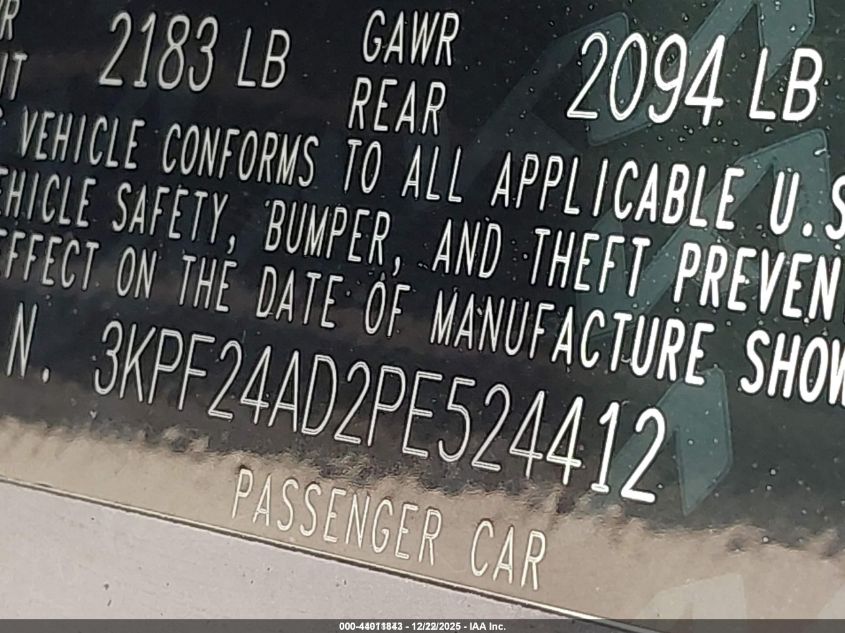 2183 LB GAWR 2094 LB
REAR
VEHICLE CONFORMS TO ALL APPLICABLE U.S
EHICLE SAFETY, BUMPER, AND THEFT PREVEN
EFFECT ON THE DATE OF MANUFACTURE SHOW
N. 3KPF24AD2PE524412
PASSENGER CAR
000-44011843 - 12/22/2025 - IAA Inc.